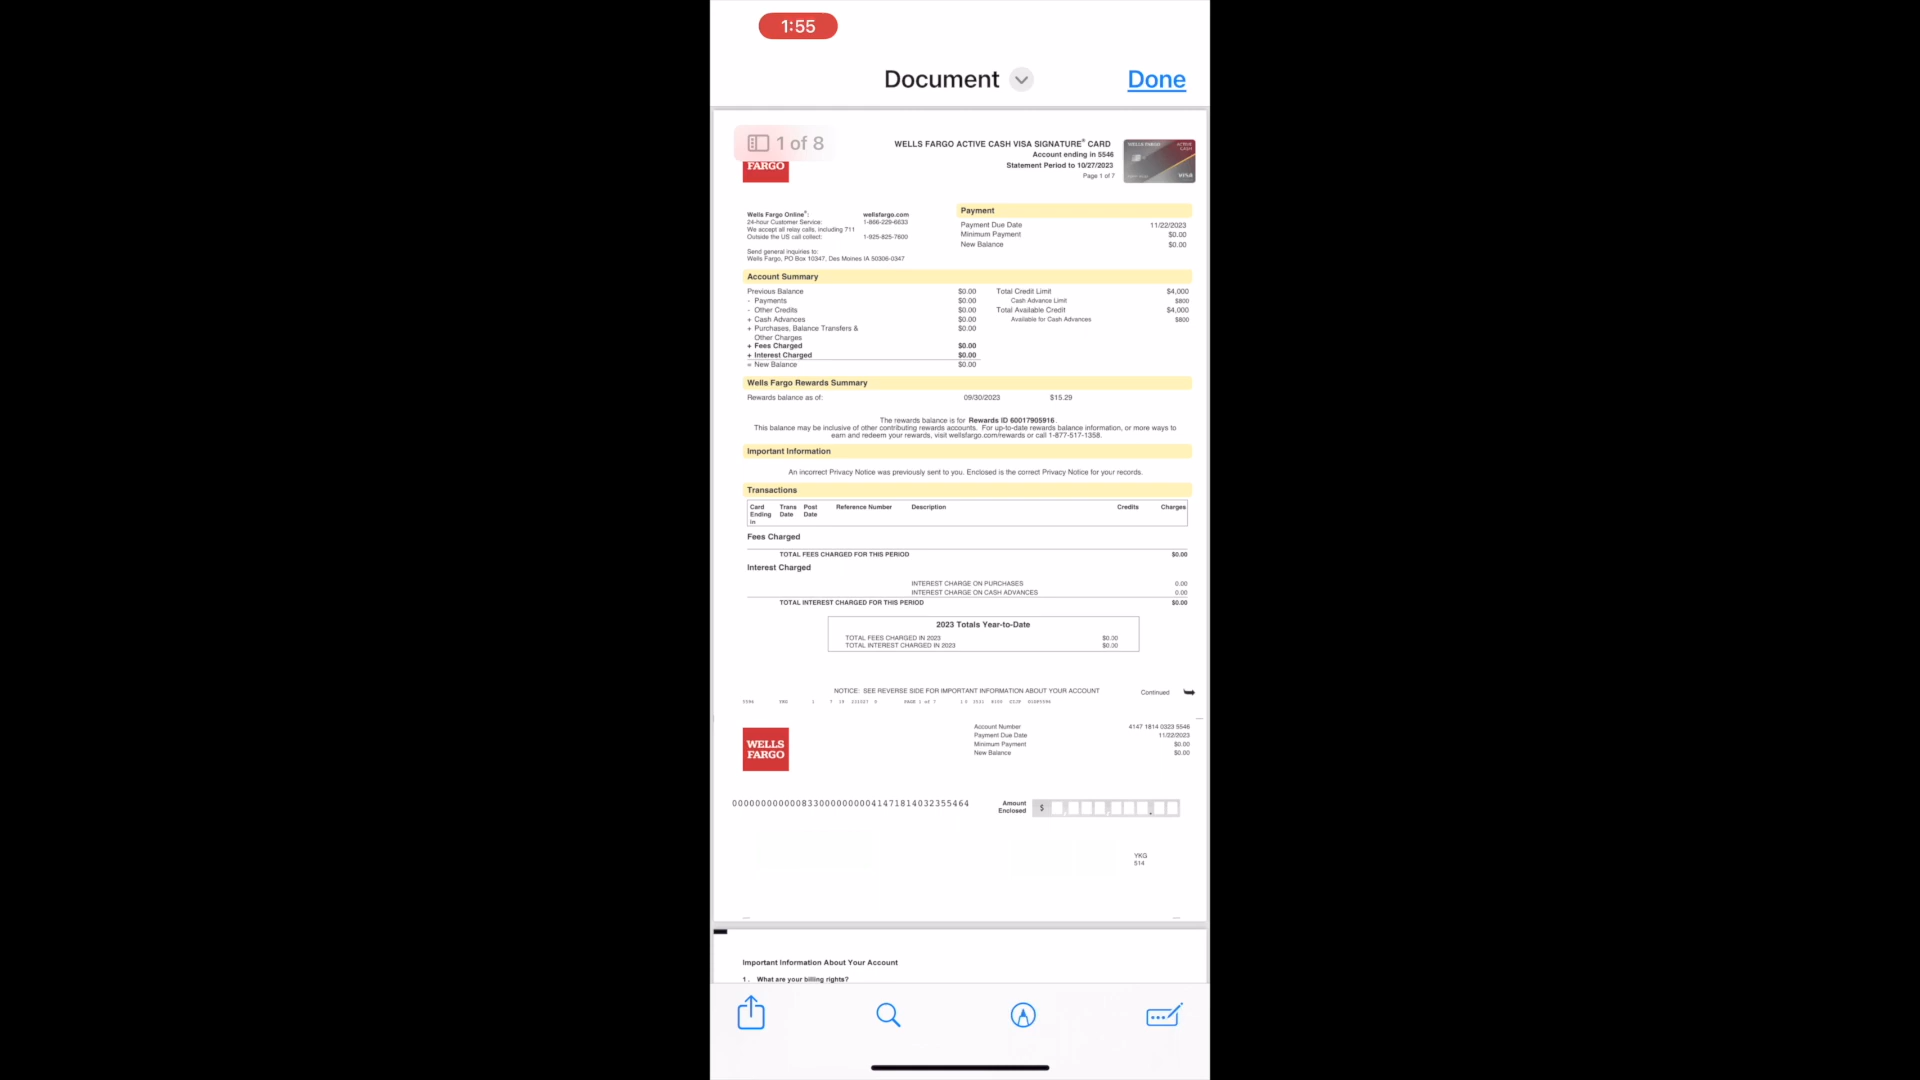 1:55
Document
Done
1 of 8
FARGO
WELLS FARGO ACTIVE CASH VISA SIGNATURE® CARD
Account ending in 5546
Statement Period to 10/27/2023
Page 1 of 7
WELLS FARGO ACTIVE CASH
VISA
Wells Fargo Online®: wellsfargo.com
24-hour Customer Service: 1-866-229-6633
We accept all relay calls, including 711
Outside the US call collect: 1-925-825-7600
Send general inquiries to:
Wells Fargo, PO Box 10347, Des Moines IA 50306-0347
Payment
Payment Due Date 11/22/2023
Minimum Payment $0.00
New Balance $0.00
Account Summary
Previous Balance $0.00
- Payments $0.00
- Other Credits $0.00
+ Cash Advances $0.00
+ Purchases, Balance Transfers & $0.00
Other Charges
+ Fees Charged $0.00
+ Interest Charged $0.00
= New Balance $0.00
Total Credit Limit $4,000
Cash Advance Limit $800
Total Available Credit $4,000
Available for Cash Advances $800
Wells Fargo Rewards Summary
Rewards balance as of: 09/30/2023 $15.29
The rewards balance is for Rewards ID 60017905916.
This balance may be inclusive of other contributing rewards accounts. For up-to-date rewards balance information, or more ways to
earn and redeem your rewards, visit wellsfargo.com/rewards or call 1-877-517-1358.
Important Information
An incorrect Privacy Notice was previously sent to you. Enclosed is the correct Privacy Notice for your records.
Transactions
Card Trans Post Reference Number Description Credits Charges
Ending Date Date
in
Fees Charged
TOTAL FEES CHARGED FOR THIS PERIOD $0.00
Interest Charged
INTEREST CHARGE ON PURCHASES 0.00
INTEREST CHARGE ON CASH ADVANCES 0.00
TOTAL INTEREST CHARGED FOR THIS PERIOD $0.00
2023 Totals Year-to-Date
TOTAL FEES CHARGED IN 2023 $0.00
TOTAL INTEREST CHARGED IN 2023 $0.00
NOTICE: SEE REVERSE SIDE FOR IMPORTANT INFORMATION ABOUT YOUR ACCOUNT
Continued
5596 YKG 1 7 19 231027 0 PAGE 1 of 7
WELLS
FARGO
Account Number 4147 1814 0323 5546
Payment Due Date 11/22/2023
Minimum Payment $0.00
New Balance $0.00
000000000000833000000000041471814032355464
Amount
Enclosed
$
YKG
514
Important Information About Your Account
1. What are your billing rights?